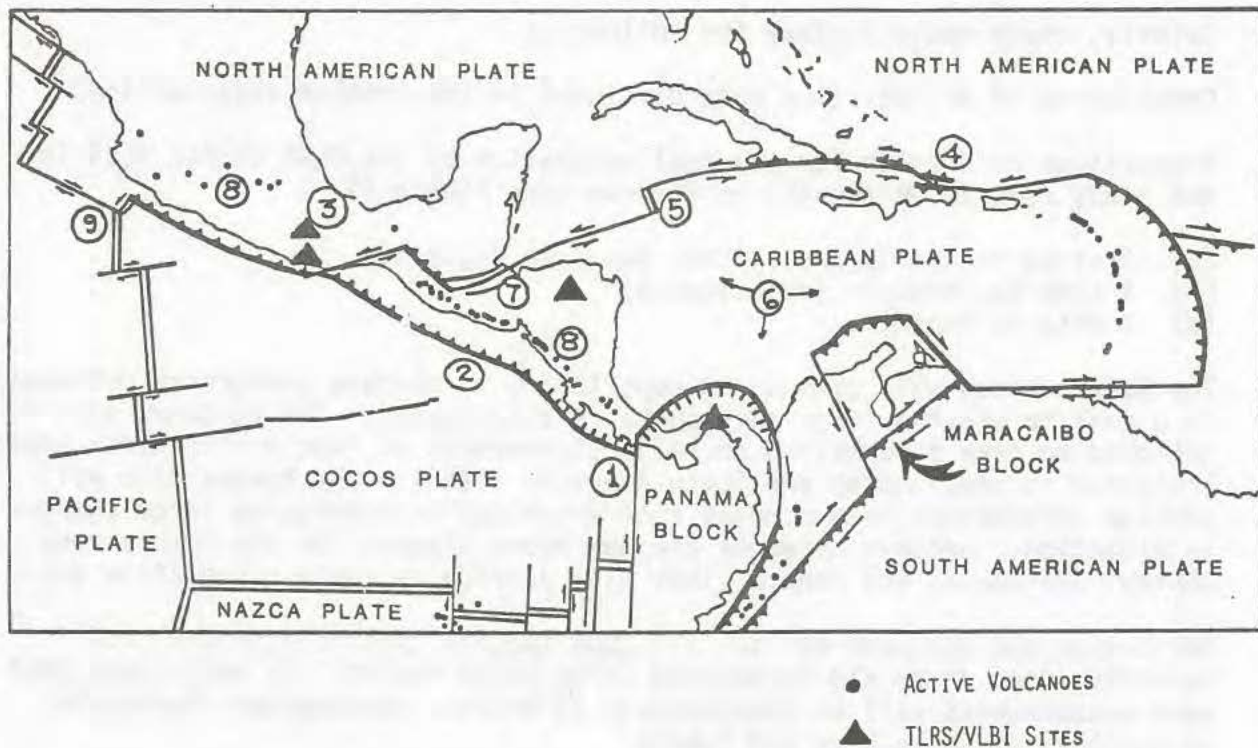 NORTH AMERICAN PLATE
NORTH AMERICAN PLATE
4
8
3
5
9
CARIBBEAN PLATE
6
7
8
2
MARACAIBO
BLOCK
1
COCOS PLATE
PANAMA
BLOCK
PACIFIC
PLATE
SOUTH AMERICAN PLATE
NAZCA PLATE
ACTIVE VOLCANOES
TLRS/VLBI SITES